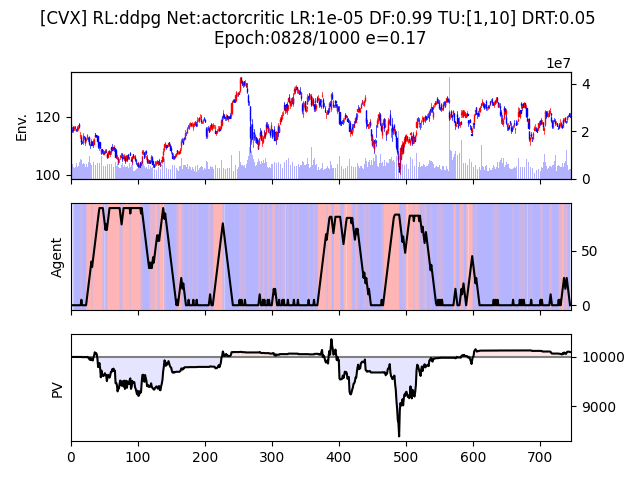 [CVX] RL:ddpg Net:actorcritic LR:1e-05 DF:0.99 TU:[1,10] DRT:0.05
Epoch:0828/1000 e=0.17
1e7
Env.
120
100
4
2
0
Agent
50
0
PV
10000
9000
0 100 200 300 400 500 600 700